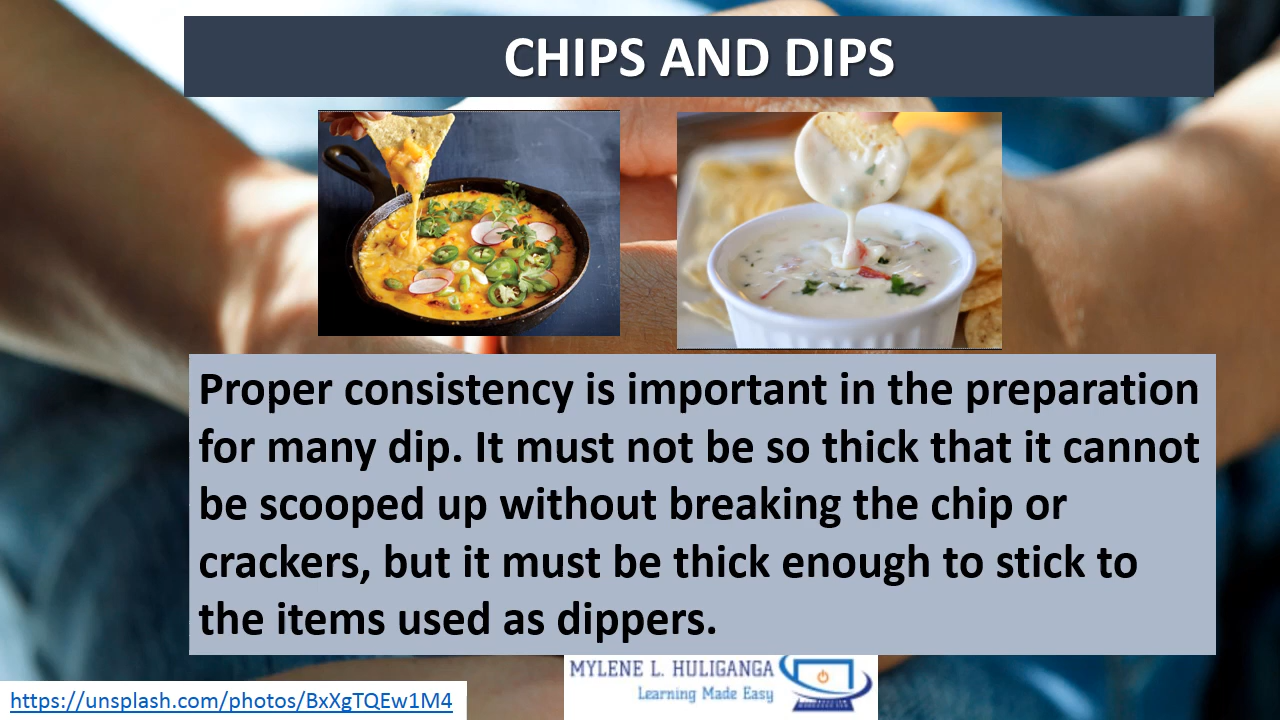 CHIPS AND DIPS
Proper consistency is important in the preparation
for many dip. It must not be so thick that it cannot
be scooped up without breaking the chip or
crackers, but it must be thick enough to stick to
the items used as dippers.
MYLENE L. HULIGANGA
Learning Made Easy
https://unsplash.com/photos/BxXgTQEw1M4